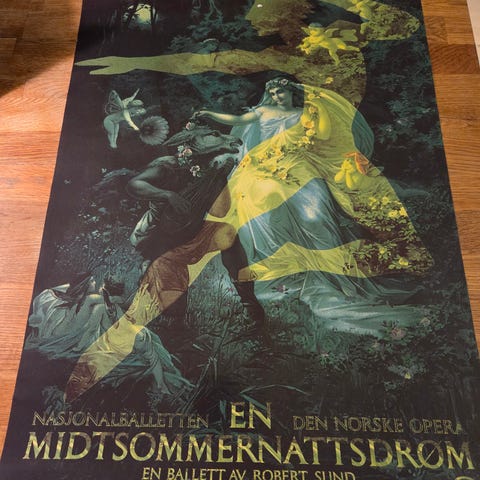 NASJONALBALLETTEN EN DEN NORSKE OPERA
MIDTSOMMERNATTSDRØM
EN BALLETT AV ROBERT SUND